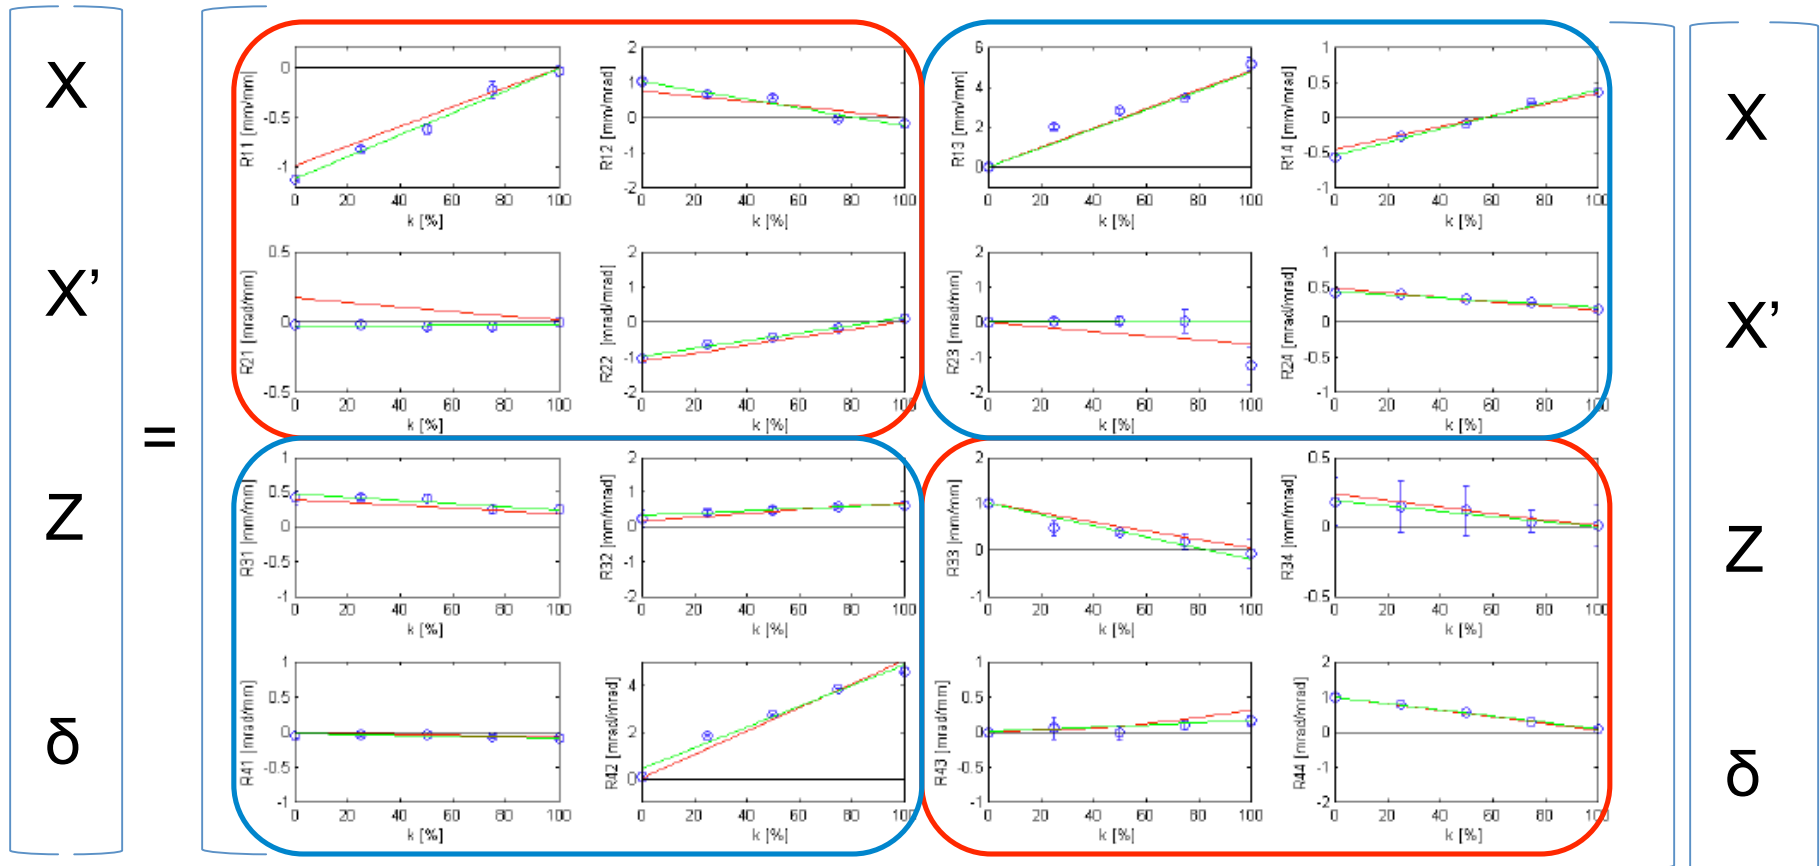 X
X'
Z
δ
=
R11 [mm/mm]
0
-0.5
-1
0 20 40 60 80 100
k [%]
R12 [mm/mrad]
2
1
0
-1
-2
0 20 40 60 80 100
k [%]
R13 [mm/mm]
6
4
2
0
0 20 40 60 80 100
k [%]
R14 [mm/mrad]
1
0.5
0
-0.5
-1
0 20 40 60 80 100
k [%]
R21 [mrad/mm]
0.5
0
-0.5
0 20 40 60 80 100
k [%]
R22 [mrad/mrad]
2
1
0
-1
-2
0 20 40 60 80 100
k [%]
R23 [mrad/mm]
2
1
0
-1
-2
0 20 40 60 80 100
k [%]
R24 [mrad/mrad]
1
0.5
0
-0.5
-1
0 20 40 60 80 100
k [%]
R31 [mm/mm]
1
0.5
0
-0.5
-1
0 20 40 60 80 100
k [%]
R32 [mm/mrad]
2
1
0
-1
-2
0 20 40 60 80 100
k [%]
R33 [mm/mm]
2
1
0
-1
0 20 40 60 80 100
k [%]
R34 [mm/mrad]
0.5
0
-0.5
0 20 40 60 80 100
k [%]
R41 [mrad/mm]
1
0.5
0
-0.5
-1
0 20 40 60 80 100
k [%]
R42 [mrad/mrad]
4
2
0
0 20 40 60 80 100
k [%]
R43 [mrad/mm]
1
0.5
0
-0.5
-1
0 20 40 60 80 100
k [%]
R44 [mrad/mrad]
2
1
0
-1
-2
0 20 40 60 80 100
k [%]
X
X'
Z
δ